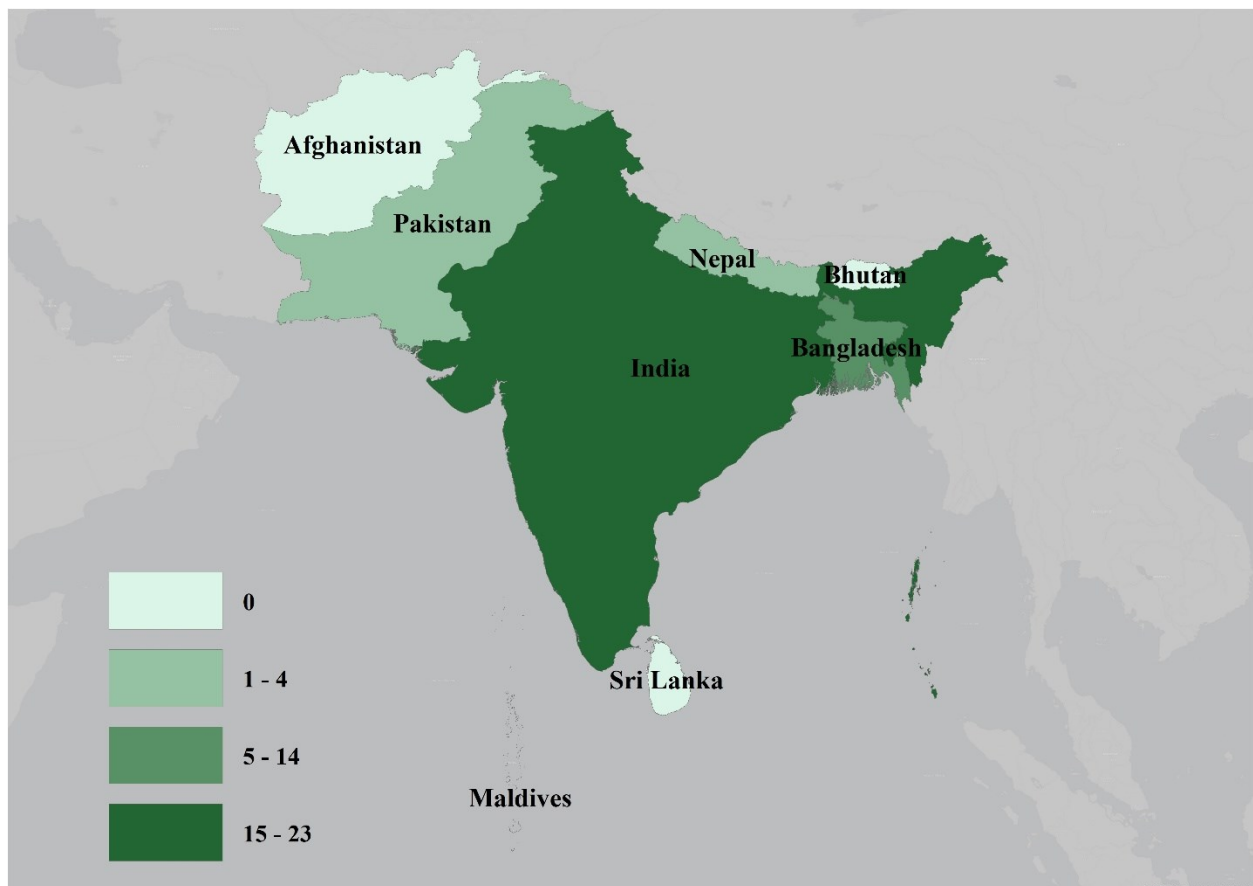 Afghanistan
Pakistan
Nepal
Bhutan
Bangladesh
India
Sri Lanka
Maldives
0
1 - 4
5 - 14
15 - 23